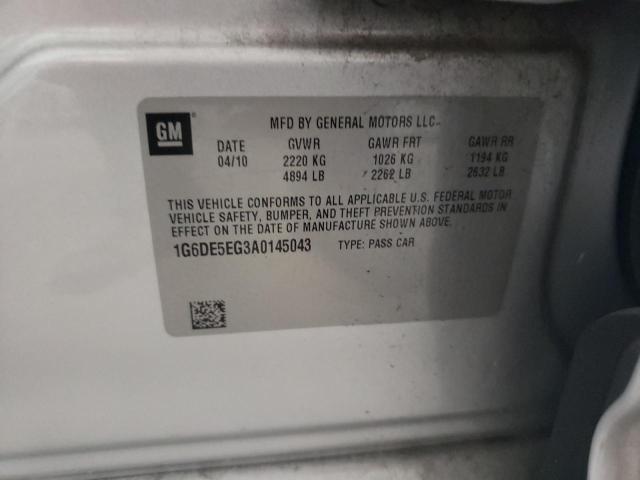 GM
MFD BY GENERAL MOTORS LLC.
DATE GVWR GAWR FRT GAWR RR
04/10 2220 KG 1026 KG 1194 KG
4894 LB 2262 LB 2632 LB
THIS VEHICLE CONFORMS TO ALL APPLICABLE U.S. FEDERAL MOTOR
VEHICLE SAFETY, BUMPER, AND THEFT PREVENTION STANDARDS IN
EFFECT ON THE DATE OF MANUFACTURE SHOWN ABOVE.
1G6DE5EG3A0145043 TYPE: PASS CAR